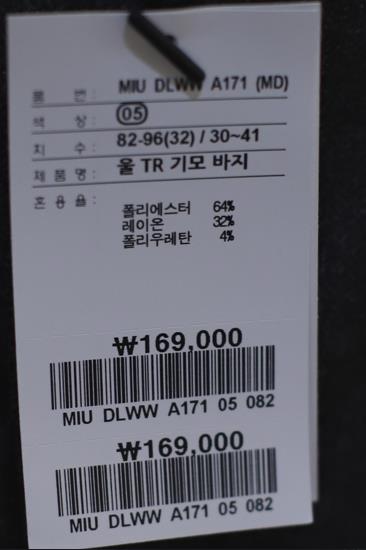 품 번 : MIU DLWW A171 (MD)
색 상 : 05
치 수 : 82-96(32) / 30~41
제 품 명 : 울 TR 기모 바지
혼 용 율 :
폴리에스터 64%
레이온 32%
폴리우레탄 4%
₩169,000
MIU DLWW A171 05 082
₩169,000
MIU DLWW A171 05 082